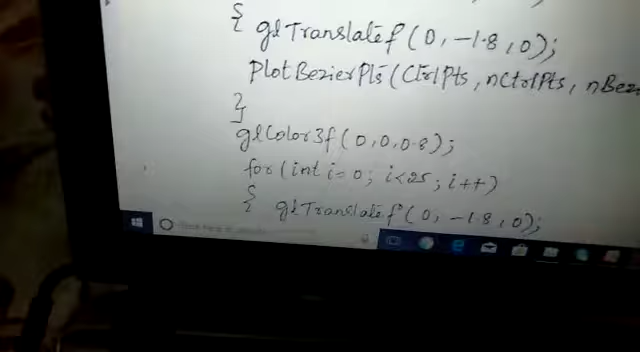 {
glTranslatef(0, -1.8, 0);
PlotBezierPts(CtrlPts, nCtrlPts, nBez
}
glColor3f(0,0,0.8);
for(int i=0; i<25; i++)
{ glTranslatef(0, -1.8, 0);